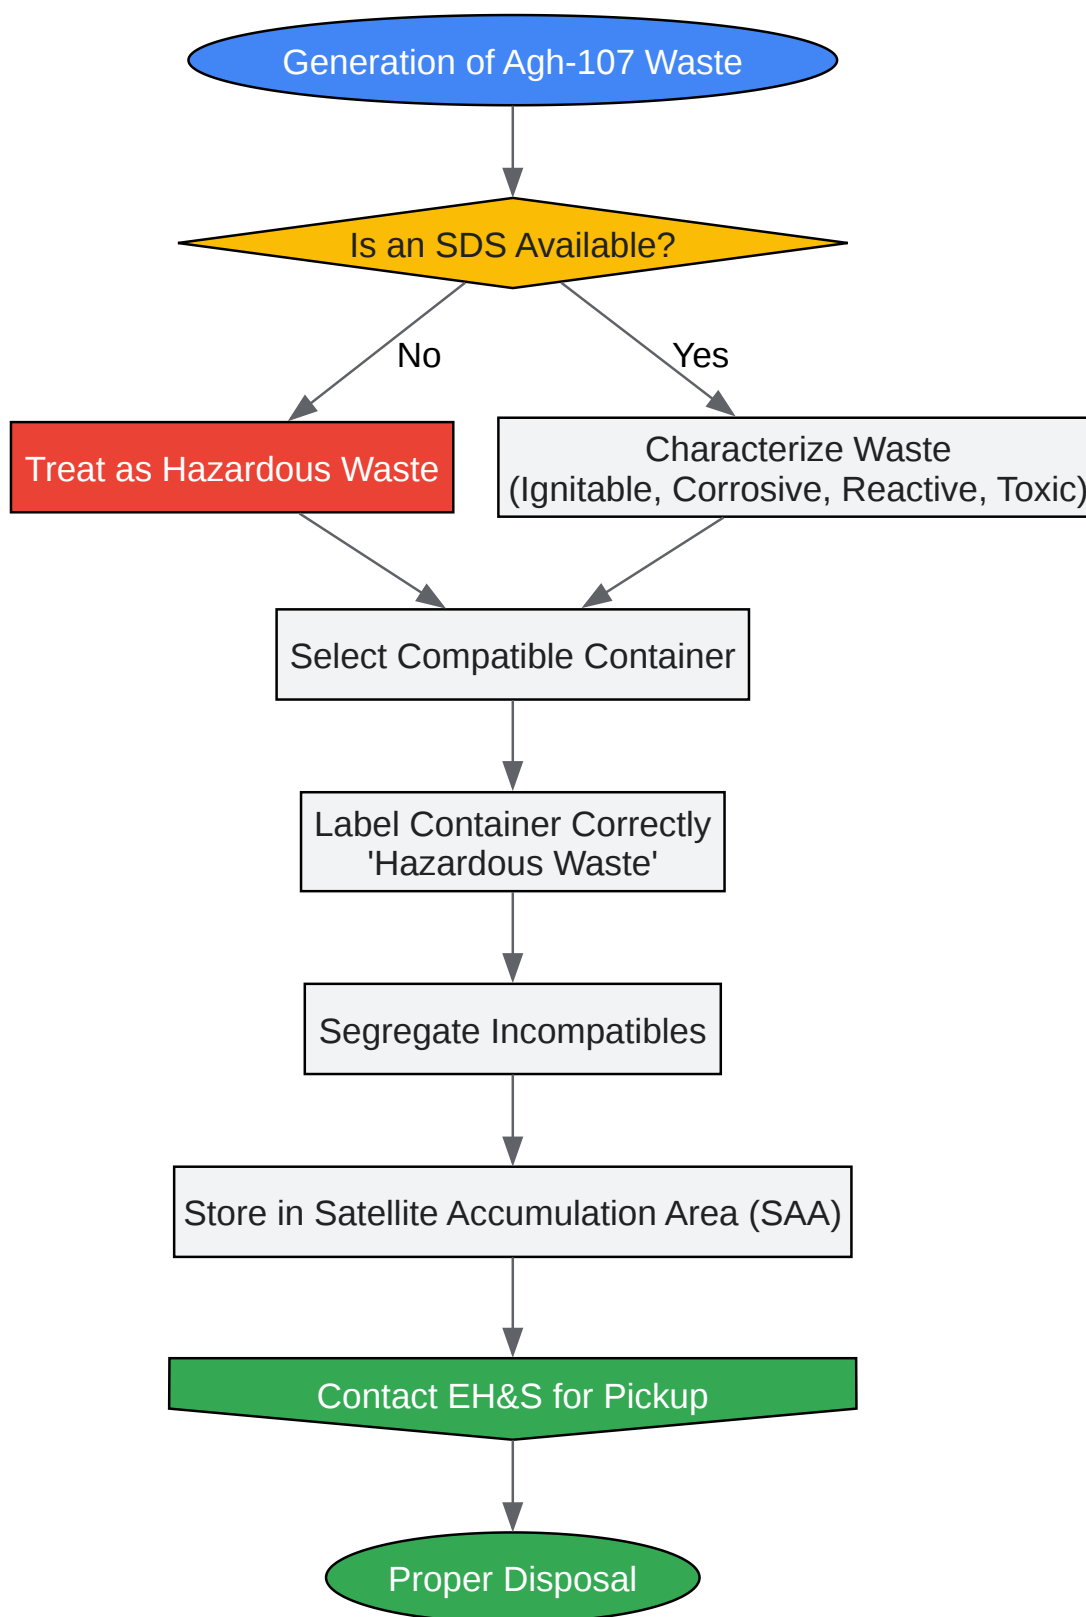 Generation of Agh-107 Waste
Is an SDS Available?
No
Yes
Treat as Hazardous Waste
Characterize Waste
(Ignitable, Corrosive, Reactive, Toxic)
Select Compatible Container
Label Container Correctly
'Hazardous Waste'
Segregate Incompatibles
Store in Satellite Accumulation Area (SAA)
Contact EH&S for Pickup
Proper Disposal